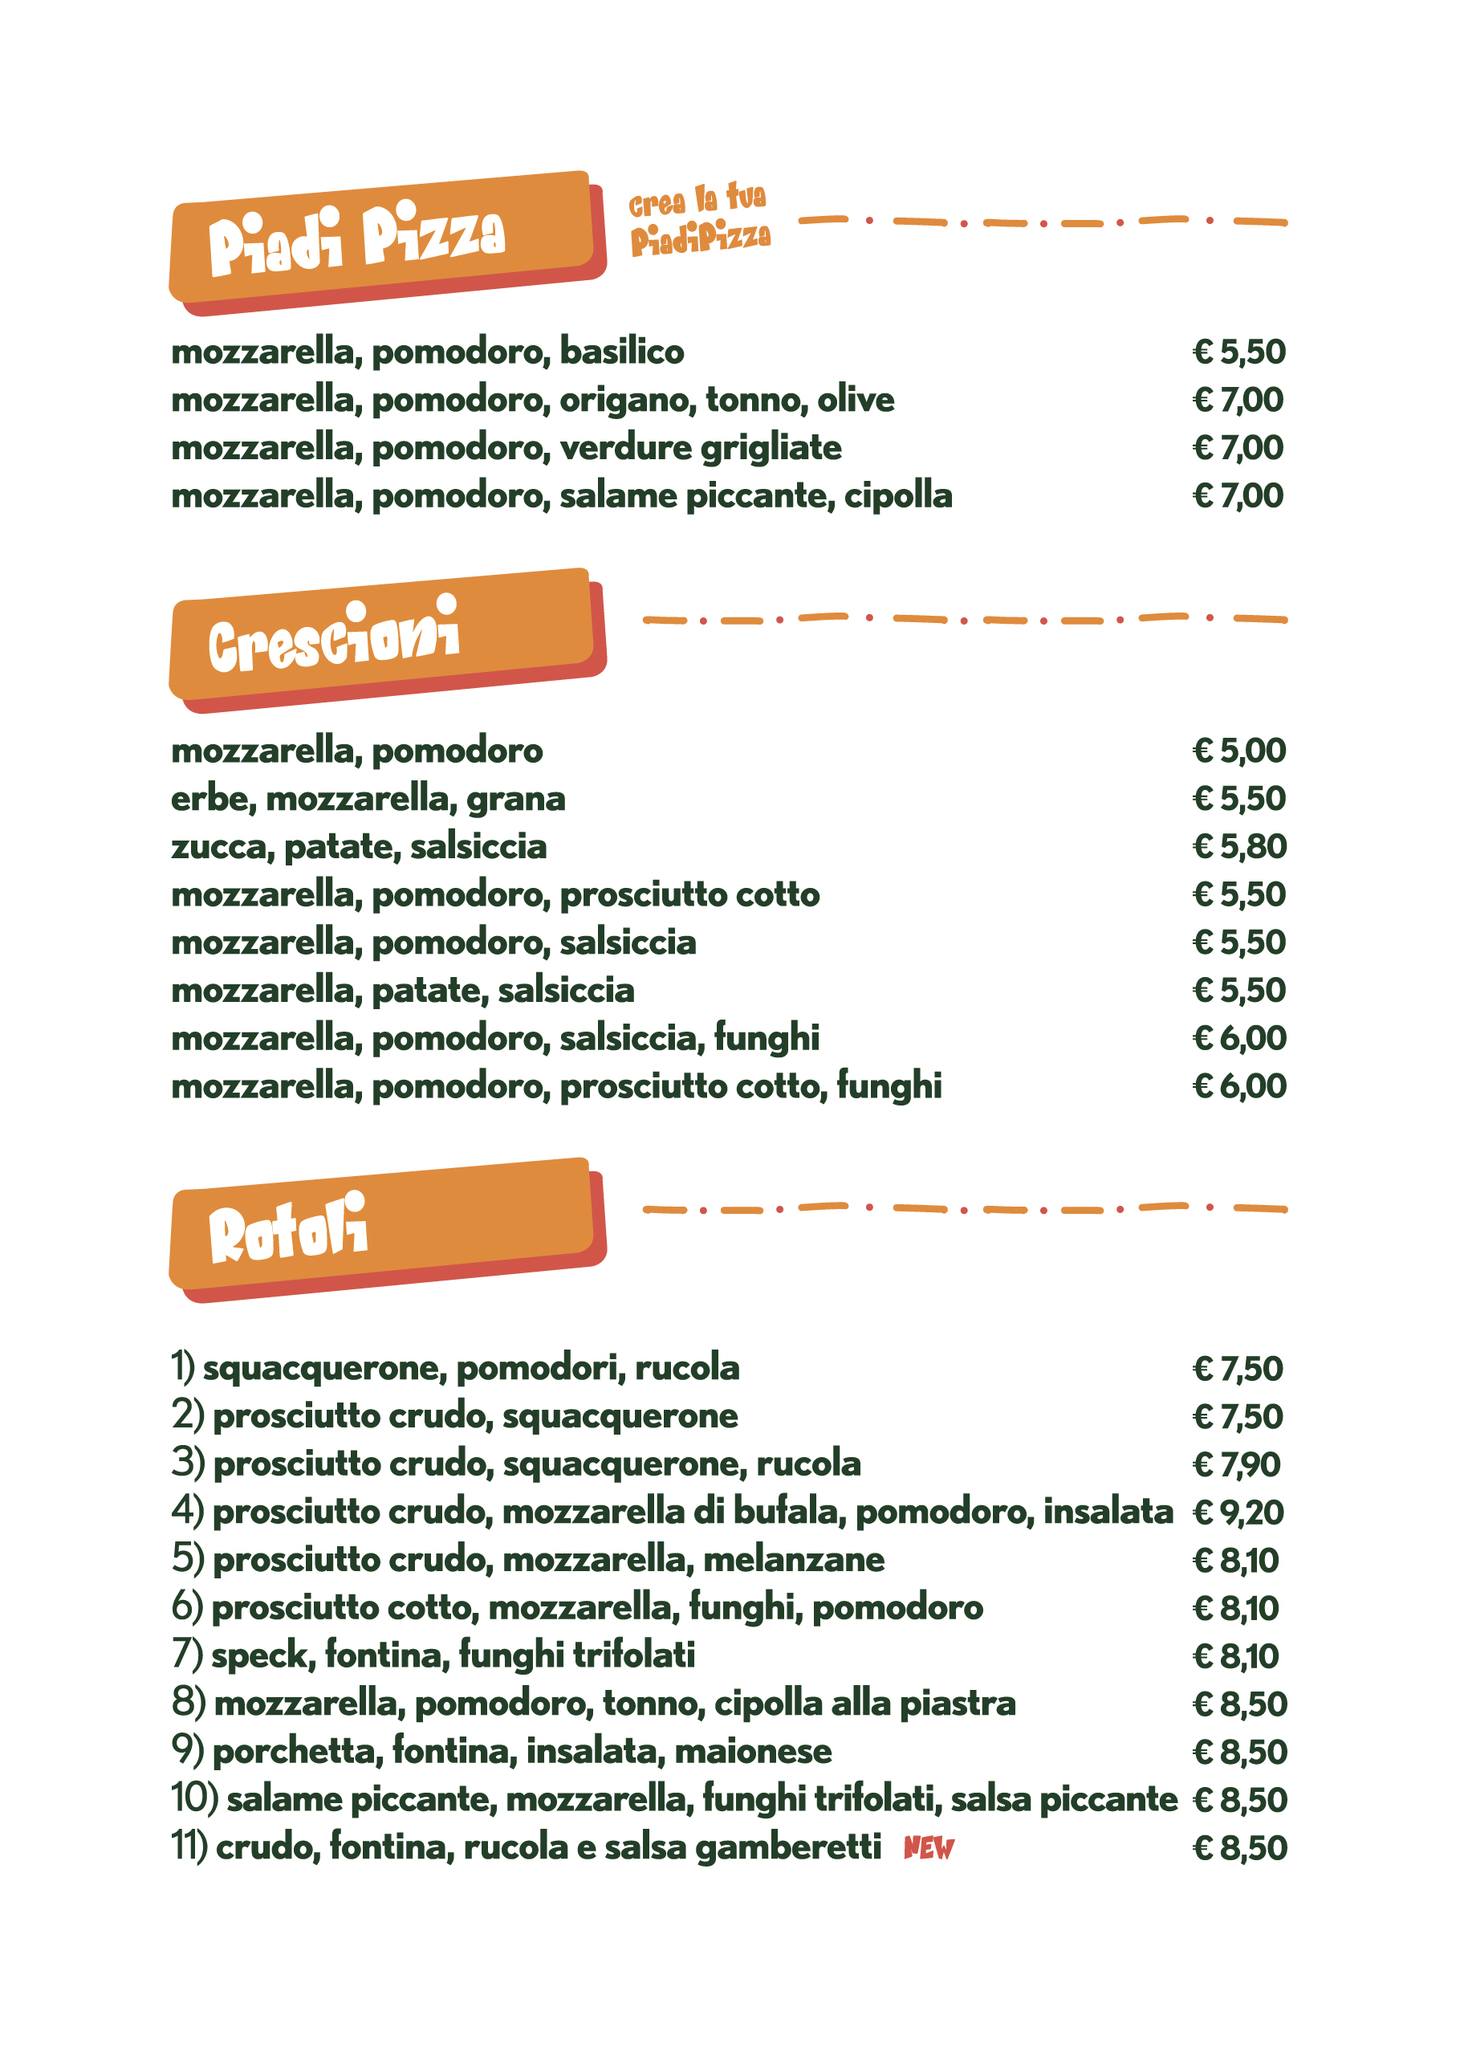 Piadi Pizza
crea la tua
PiadiPizza
mozzarella, pomodoro, basilico € 5,50
mozzarella, pomodoro, origano, tonno, olive € 7,00
mozzarella, pomodoro, verdure grigliate € 7,00
mozzarella, pomodoro, salame piccante, cipolla € 7,00
Crescioni
mozzarella, pomodoro € 5,00
erbe, mozzarella, grana € 5,50
zucca, patate, salsiccia € 5,80
mozzarella, pomodoro, prosciutto cotto € 5,50
mozzarella, pomodoro, salsiccia € 5,50
mozzarella, patate, salsiccia € 5,50
mozzarella, pomodoro, salsiccia, funghi € 6,00
mozzarella, pomodoro, prosciutto cotto, funghi € 6,00
Rotoli
1) squacquerone, pomodori, rucola € 7,50
2) prosciutto crudo, squacquerone € 7,50
3) prosciutto crudo, squacquerone, rucola € 7,90
4) prosciutto crudo, mozzarella di bufala, pomodoro, insalata € 9,20
5) prosciutto crudo, mozzarella, melanzane € 8,10
6) prosciutto cotto, mozzarella, funghi, pomodoro € 8,10
7) speck, fontina, funghi trifolati € 8,10
8) mozzarella, pomodoro, tonno, cipolla alla piastra € 8,50
9) porchetta, fontina, insalata, maionese € 8,50
10) salame piccante, mozzarella, funghi trifolati, salsa piccante € 8,50
11) crudo, fontina, rucola e salsa gamberetti NEW € 8,50